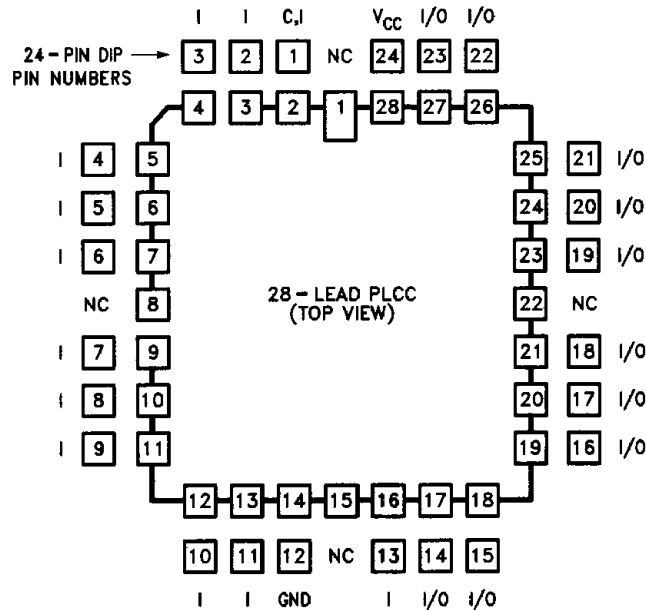 I I C,I V_CC I/O I/O
24-PIN DIP → 3 2 1 NC 24 23 22
PIN NUMBERS
4 3 2 1 28 27 26
I 4 5 25 21 I/O
I 5 6 24 20 I/O
I 6 7 23 19 I/O
NC 8 28-LEAD PLCC 22 NC
(TOP VIEW)
I 7 9 21 18 I/O
I 8 10 20 17 I/O
I 9 11 19 16 I/O
12 13 14 15 16 17 18
10 11 12 NC 13 14 15
I I GND I I/O I/O